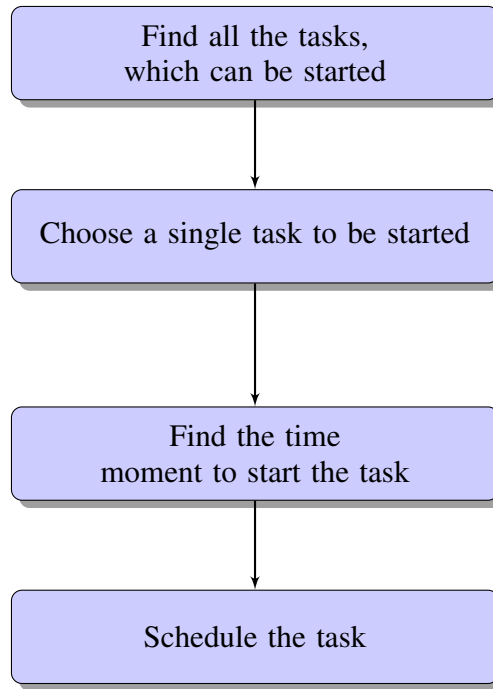 Find all the tasks,
which can be started
Choose a single task to be started
Find the time
moment to start the task
Schedule the task